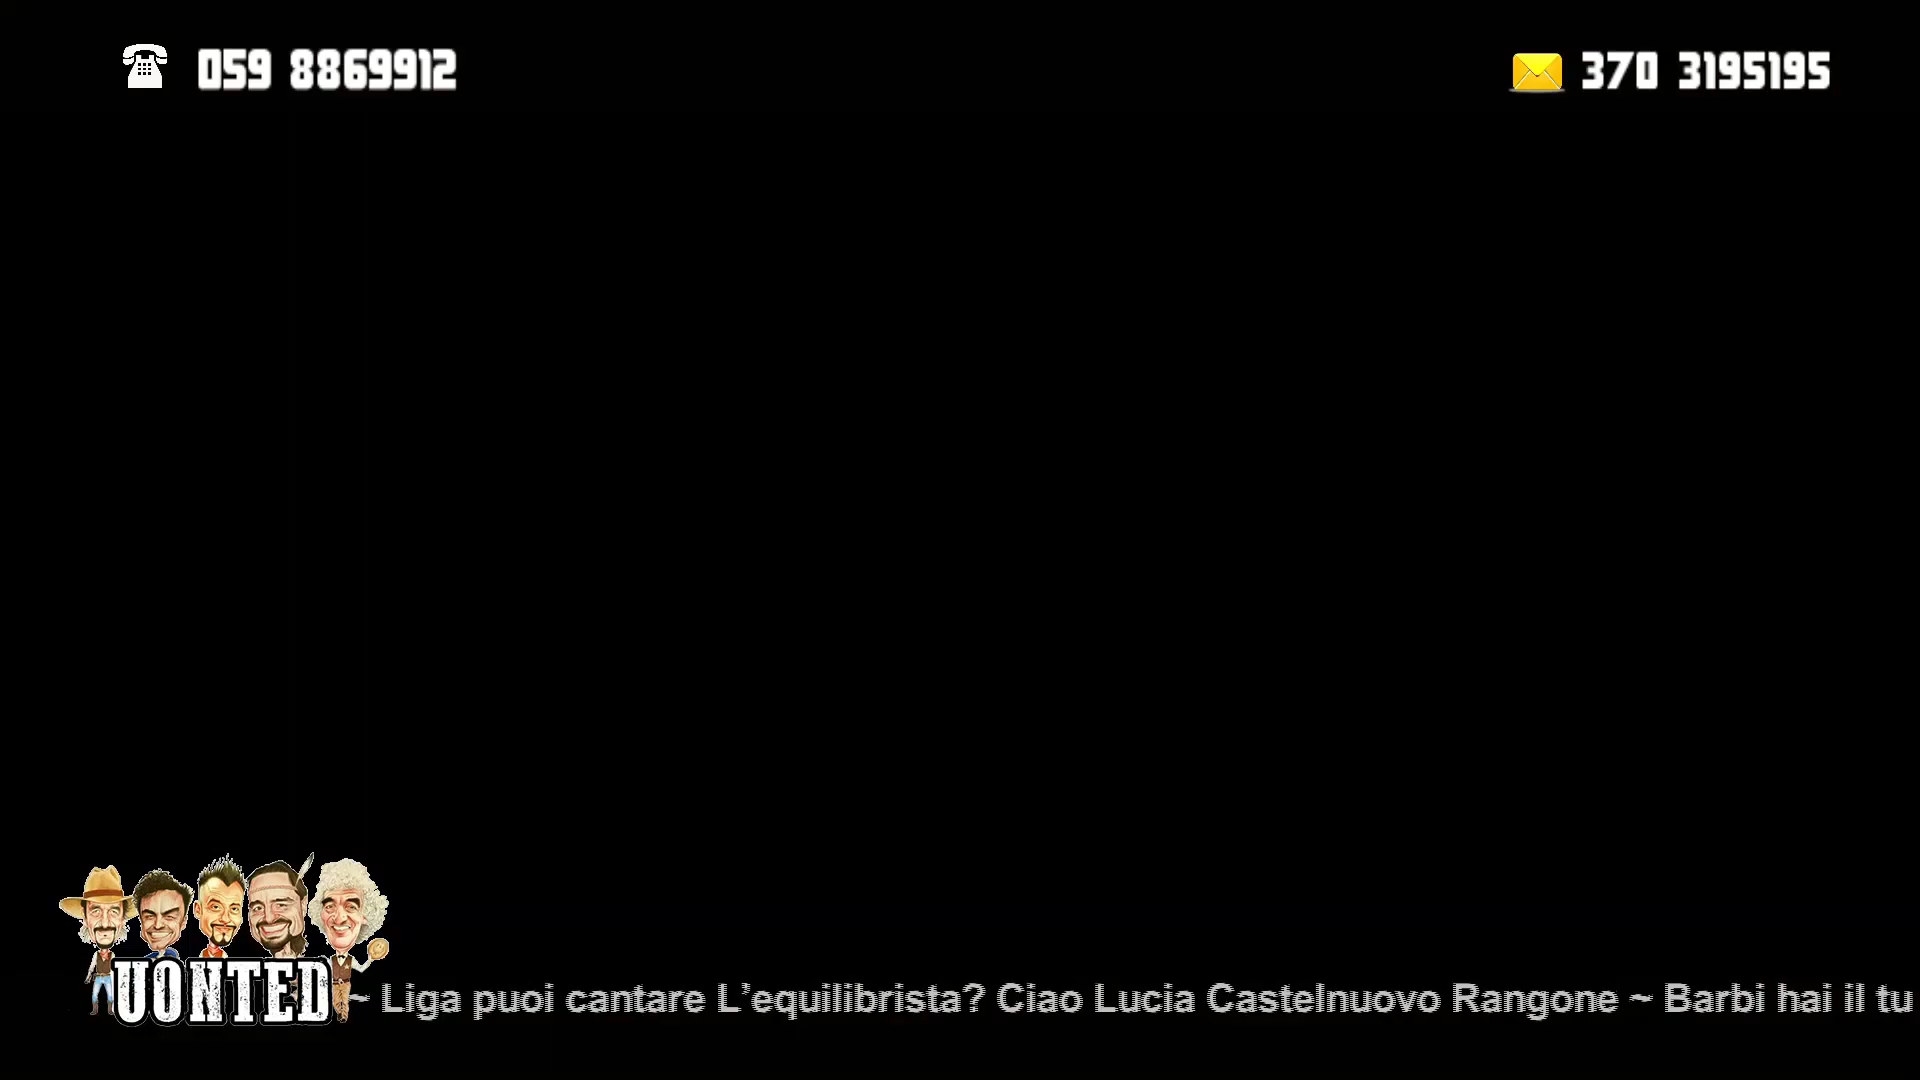 059 8869912
370 3195195
UONTED
~ Liga puoi cantare L’equilibrista? Ciao Lucia Castelnuovo Rangone ~ Barbi hai il tu